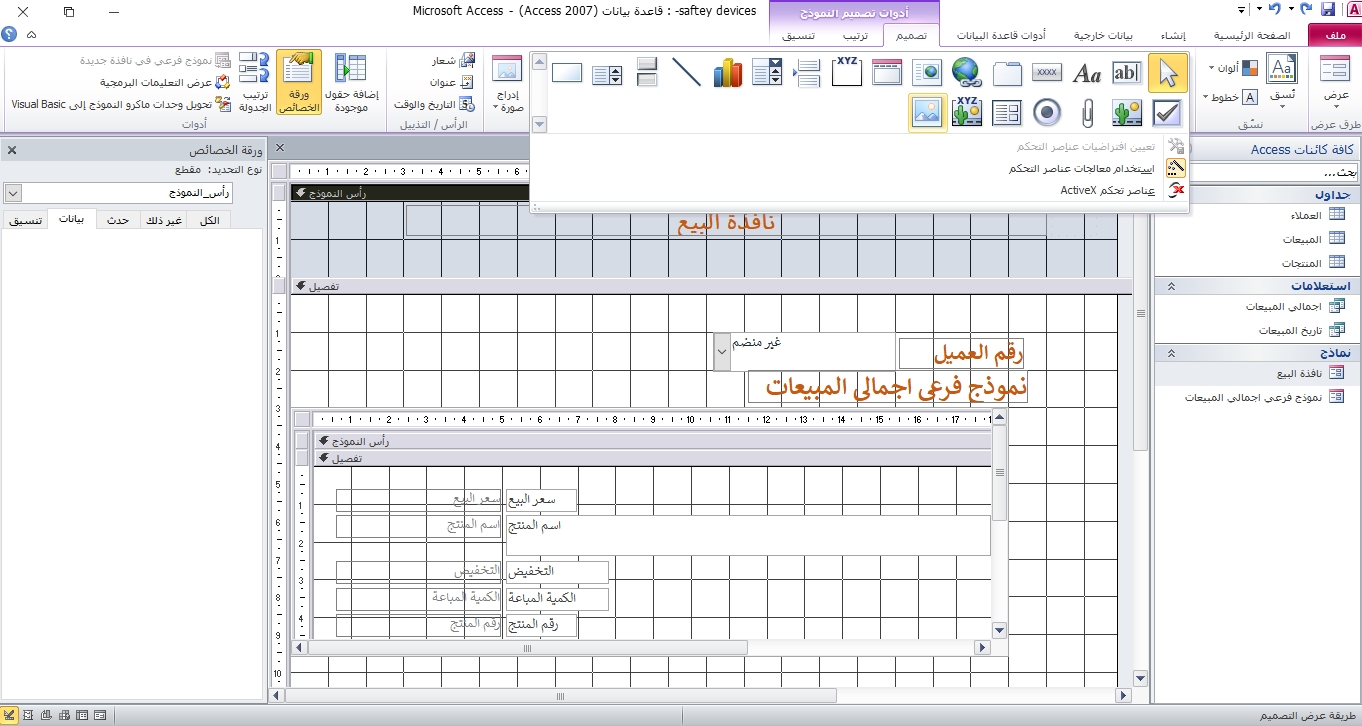 saftey devices- : قاعدة بيانات (Access 2007) - Microsoft Access
أدوات تصميم النموذج
ملف
الصفحة الرئيسية
إنشاء
بيانات خارجية
أدوات قاعدة البيانات
تصميم
ترتيب
تنسيق
عرض
طرق عرض
نُسق
ألوان
خطوط
نُسق
Aa
ab
XYZ
XXXX
XYZ
تعيين افتراضيات عناصر التحكم
استخدام معالجات عناصر التحكم
عناصر تحكم ActiveX
إدراج صورة
شعار
عنوان
التاريخ والوقت
الرأس / التذييل
إضافة حقول موجودة
ورقة الخصائص
ترتيب الجدولة
نموذج فرعي في نافذة جديدة
عرض التعليمات البرمجية
تحويل وحدات ماكرو النموذج إلى Visual Basic
أدوات
كافة كائنات Access
بحث...
جداول
العملاء
المبيعات
المنتجات
استعلامات
اجمالي المبيعات
تاريخ المبيعات
نماذج
نافذة البيع
نموذج فرعي اجمالي المبيعات
رأس النموذج
نافذة البيع
تفصيل
رقم العميل
غير منضم
نموذج فرعي اجمالي المبيعات
رأس النموذج
تفصيل
سعر البيع
سعر البيع
اسم المنتج
اسم المنتج
التخفيض
التخفيض
الكمية المباعة
الكمية المباعة
رقم المنتج
رقم المنتج
ورقة الخصائص
نوع التحديد: مقطع
رأس_النموذج
تنسيق
بيانات
حدث
غير ذلك
الكل
طريقة عرض التصميم